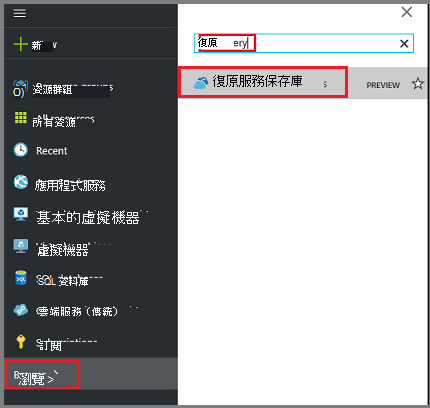 新
資源群組
所有資源
Recent
應用程式服務
基本的虛擬機器
虛擬機器
SQL 資料庫
雲端服務（傳統）
訂閱
瀏覽 >
復原 ery
復原服務保存庫 s
PREVIEW